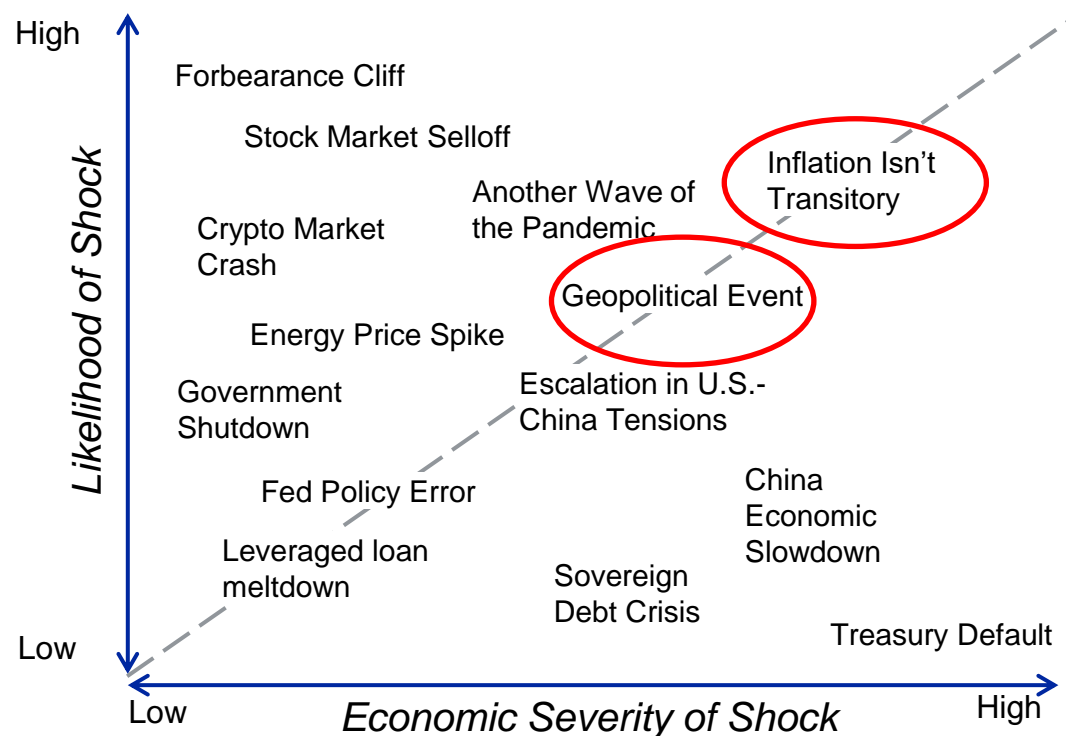 High
Forbearance Cliff
Stock Market Selloff
Inflation Isn’t
Transitory
Another Wave of
the Pandemic
Crypto Market
Crash
Geopolitical Event
Energy Price Spike
Escalation in U.S.-
China Tensions
Government
Shutdown
Likelihood of Shock
Fed Policy Error
China
Economic
Slowdown
Leveraged loan
meltdown
Sovereign
Debt Crisis
Treasury Default
Low
Low
Economic Severity of Shock
High